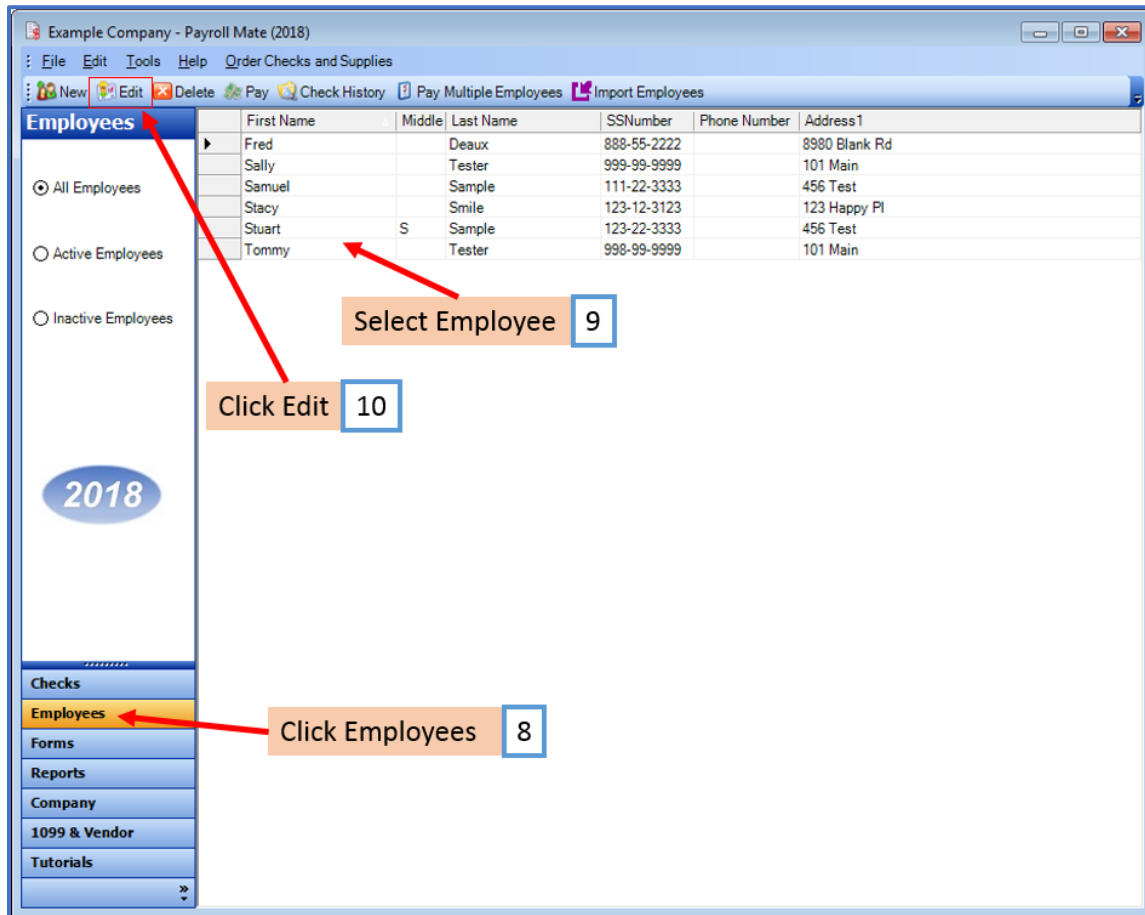 Example Company - Payroll Mate (2018)
File Edit Tools Help Order Checks and Supplies
New Edit Delete Pay Check History Pay Multiple Employees Import Employees
Employees
First Name Middle Last Name SSNumber Phone Number Address1
Fred Deaux 888-55-2222 8980 Blank Rd
Sally Tester 999-99-9999 101 Main
Samuel Sample 111-22-3333 456 Test
Stacy Smile 123-12-3123 123 Happy Pl
Stuart S Sample 123-22-3333 456 Test
Tommy Tester 998-99-9999 101 Main
All Employees
Active Employees
Inactive Employees
Select Employee 9
Click Edit 10
2018
Checks
Employees
Click Employees 8
Forms
Reports
Company
1099 & Vendor
Tutorials